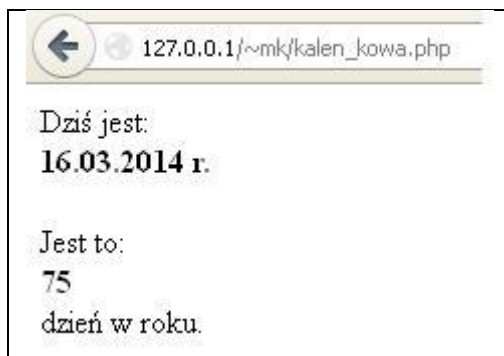 127.0.0.1/~mk/kalen_kowa.php
Dziś jest:
16.03.2014 r.
Jest to:
75
dzień w roku.